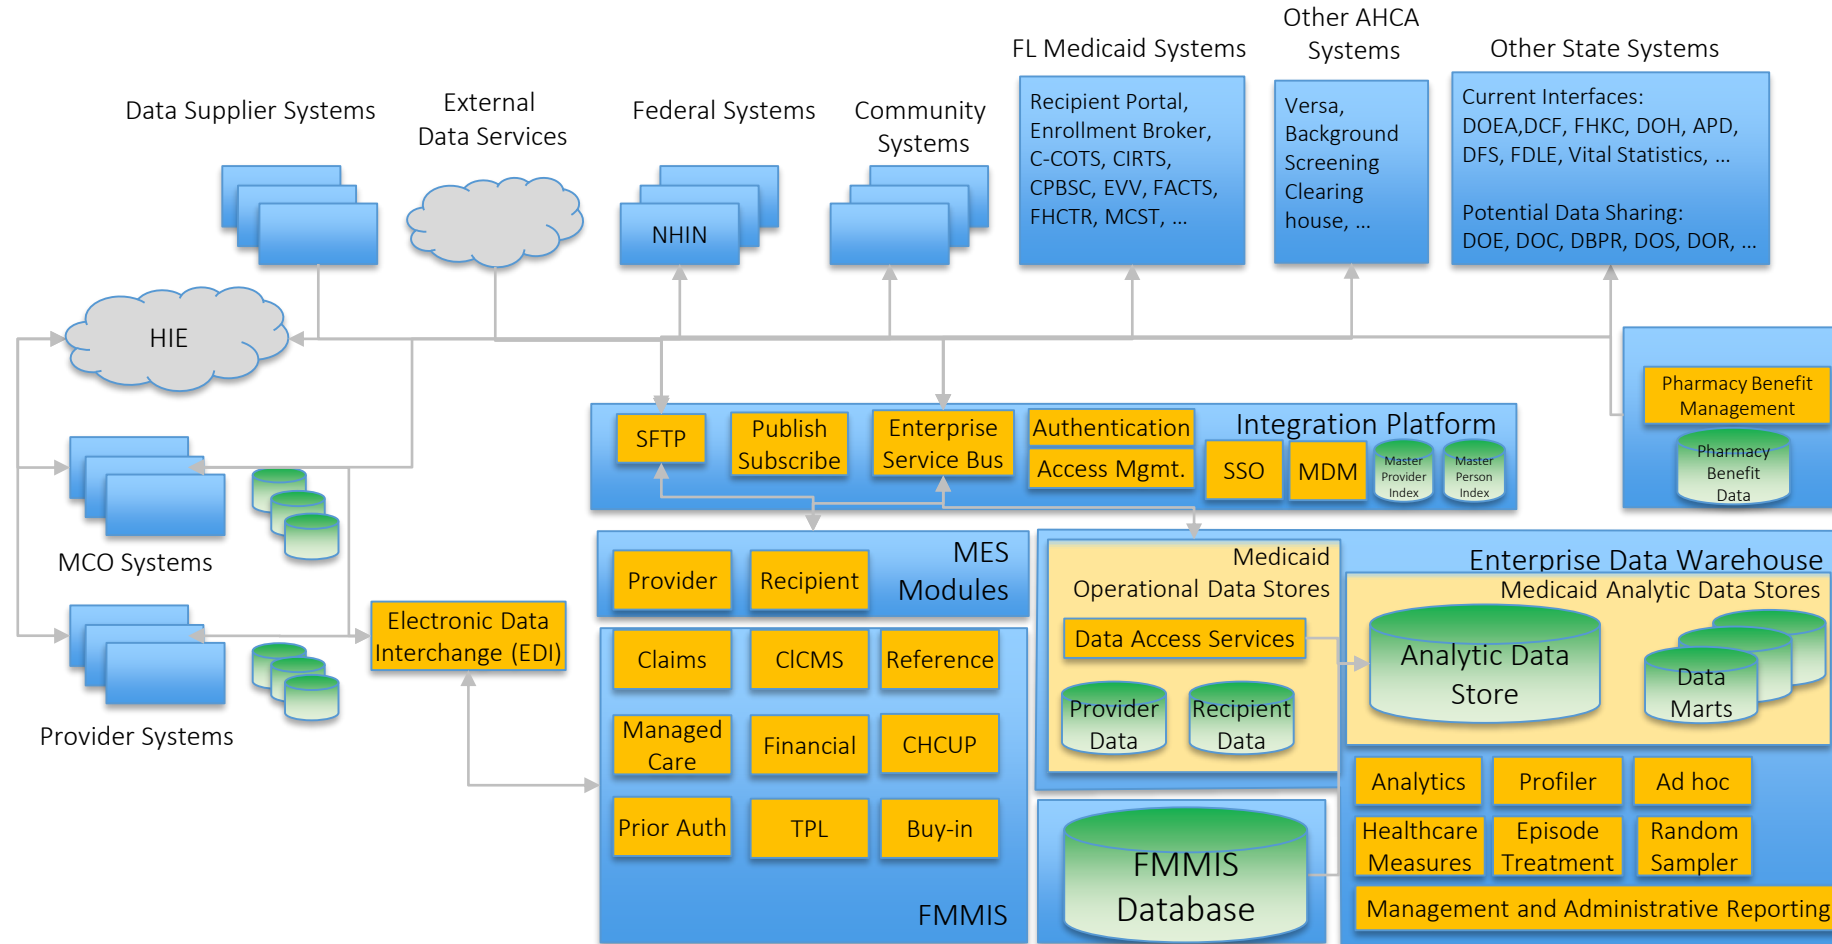 Other AHCA
Systems
FL Medicaid Systems
Other State Systems
External
Data Services
Data Supplier Systems
Federal Systems
Community
Systems
Recipient Portal,
Enrollment Broker,
C-COTS, CIRTS,
CPBSC, EVV, FACTS,
FHCTR, MCST, ...
Versa,
Background
Screening
Clearing
house, ...
Current Interfaces:
DOEA,DCF, FHKC, DOH, APD,
DFS, FDLE, Vital Statistics, ...
Potential Data Sharing:
DOE, DOC, DBPR, DOS, DOR, ...
NHIN
HIE
Pharmacy Benefit
Management
Pharmacy
Benefit
Data
Integration Platform
SFTP
Publish
Subscribe
Enterprise
Service Bus
Authentication
Access Mgmt.
SSO
MDM
Master
Provider
Index
Master
Person
Index
MCO Systems
Provider Systems
Electronic Data
Interchange (EDI)
MES
Modules
Provider
Recipient
Claims
CICMS
Reference
Managed
Care
Financial
CHCUP
Prior Auth
TPL
Buy-in
FMMIS
Enterprise Data Warehouse
Medicaid
Operational Data Stores
Data Access Services
Provider
Data
Recipient
Data
Medicaid Analytic Data Stores
Analytic Data
Store
Data
Marts
Analytics
Profiler
Ad hoc
Healthcare
Measures
Episode
Treatment
Random
Sampler
Management and Administrative Reporting
FMMIS
Database